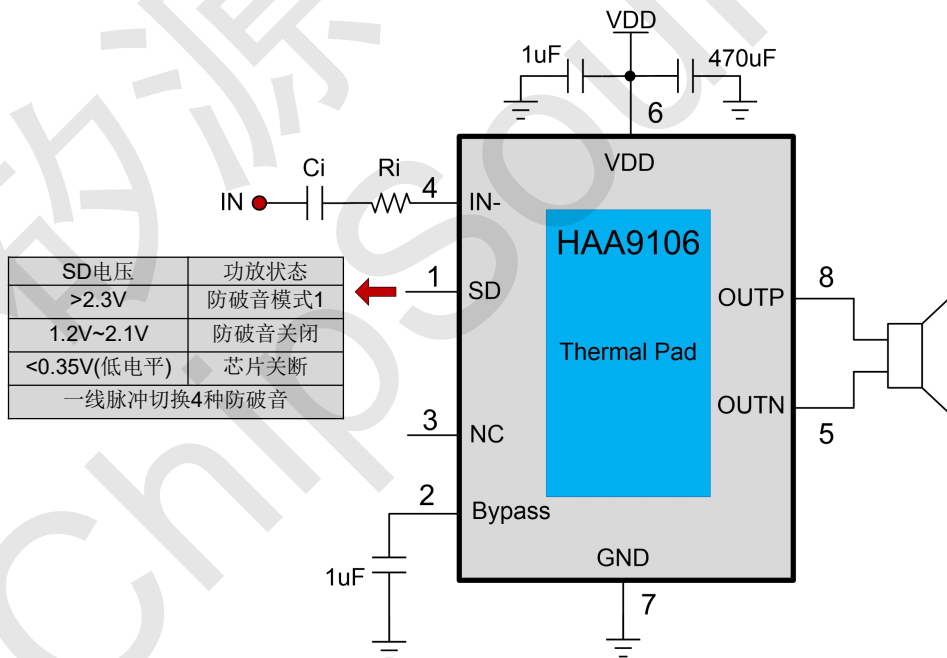 VDD
1uF
470uF
6
VDD
Ci
Ri
4
IN
IN-
HAA9106
SD电压 功放状态
>2.3V 防破音模式1
1.2V~2.1V 防破音关闭
<0.35V(低电平) 芯片关断
一线脉冲切换4种防破音
1
SD
OUTP
8
Thermal Pad
OUTN
5
3
NC
2
Bypass
1uF
GND
7
ChipSour